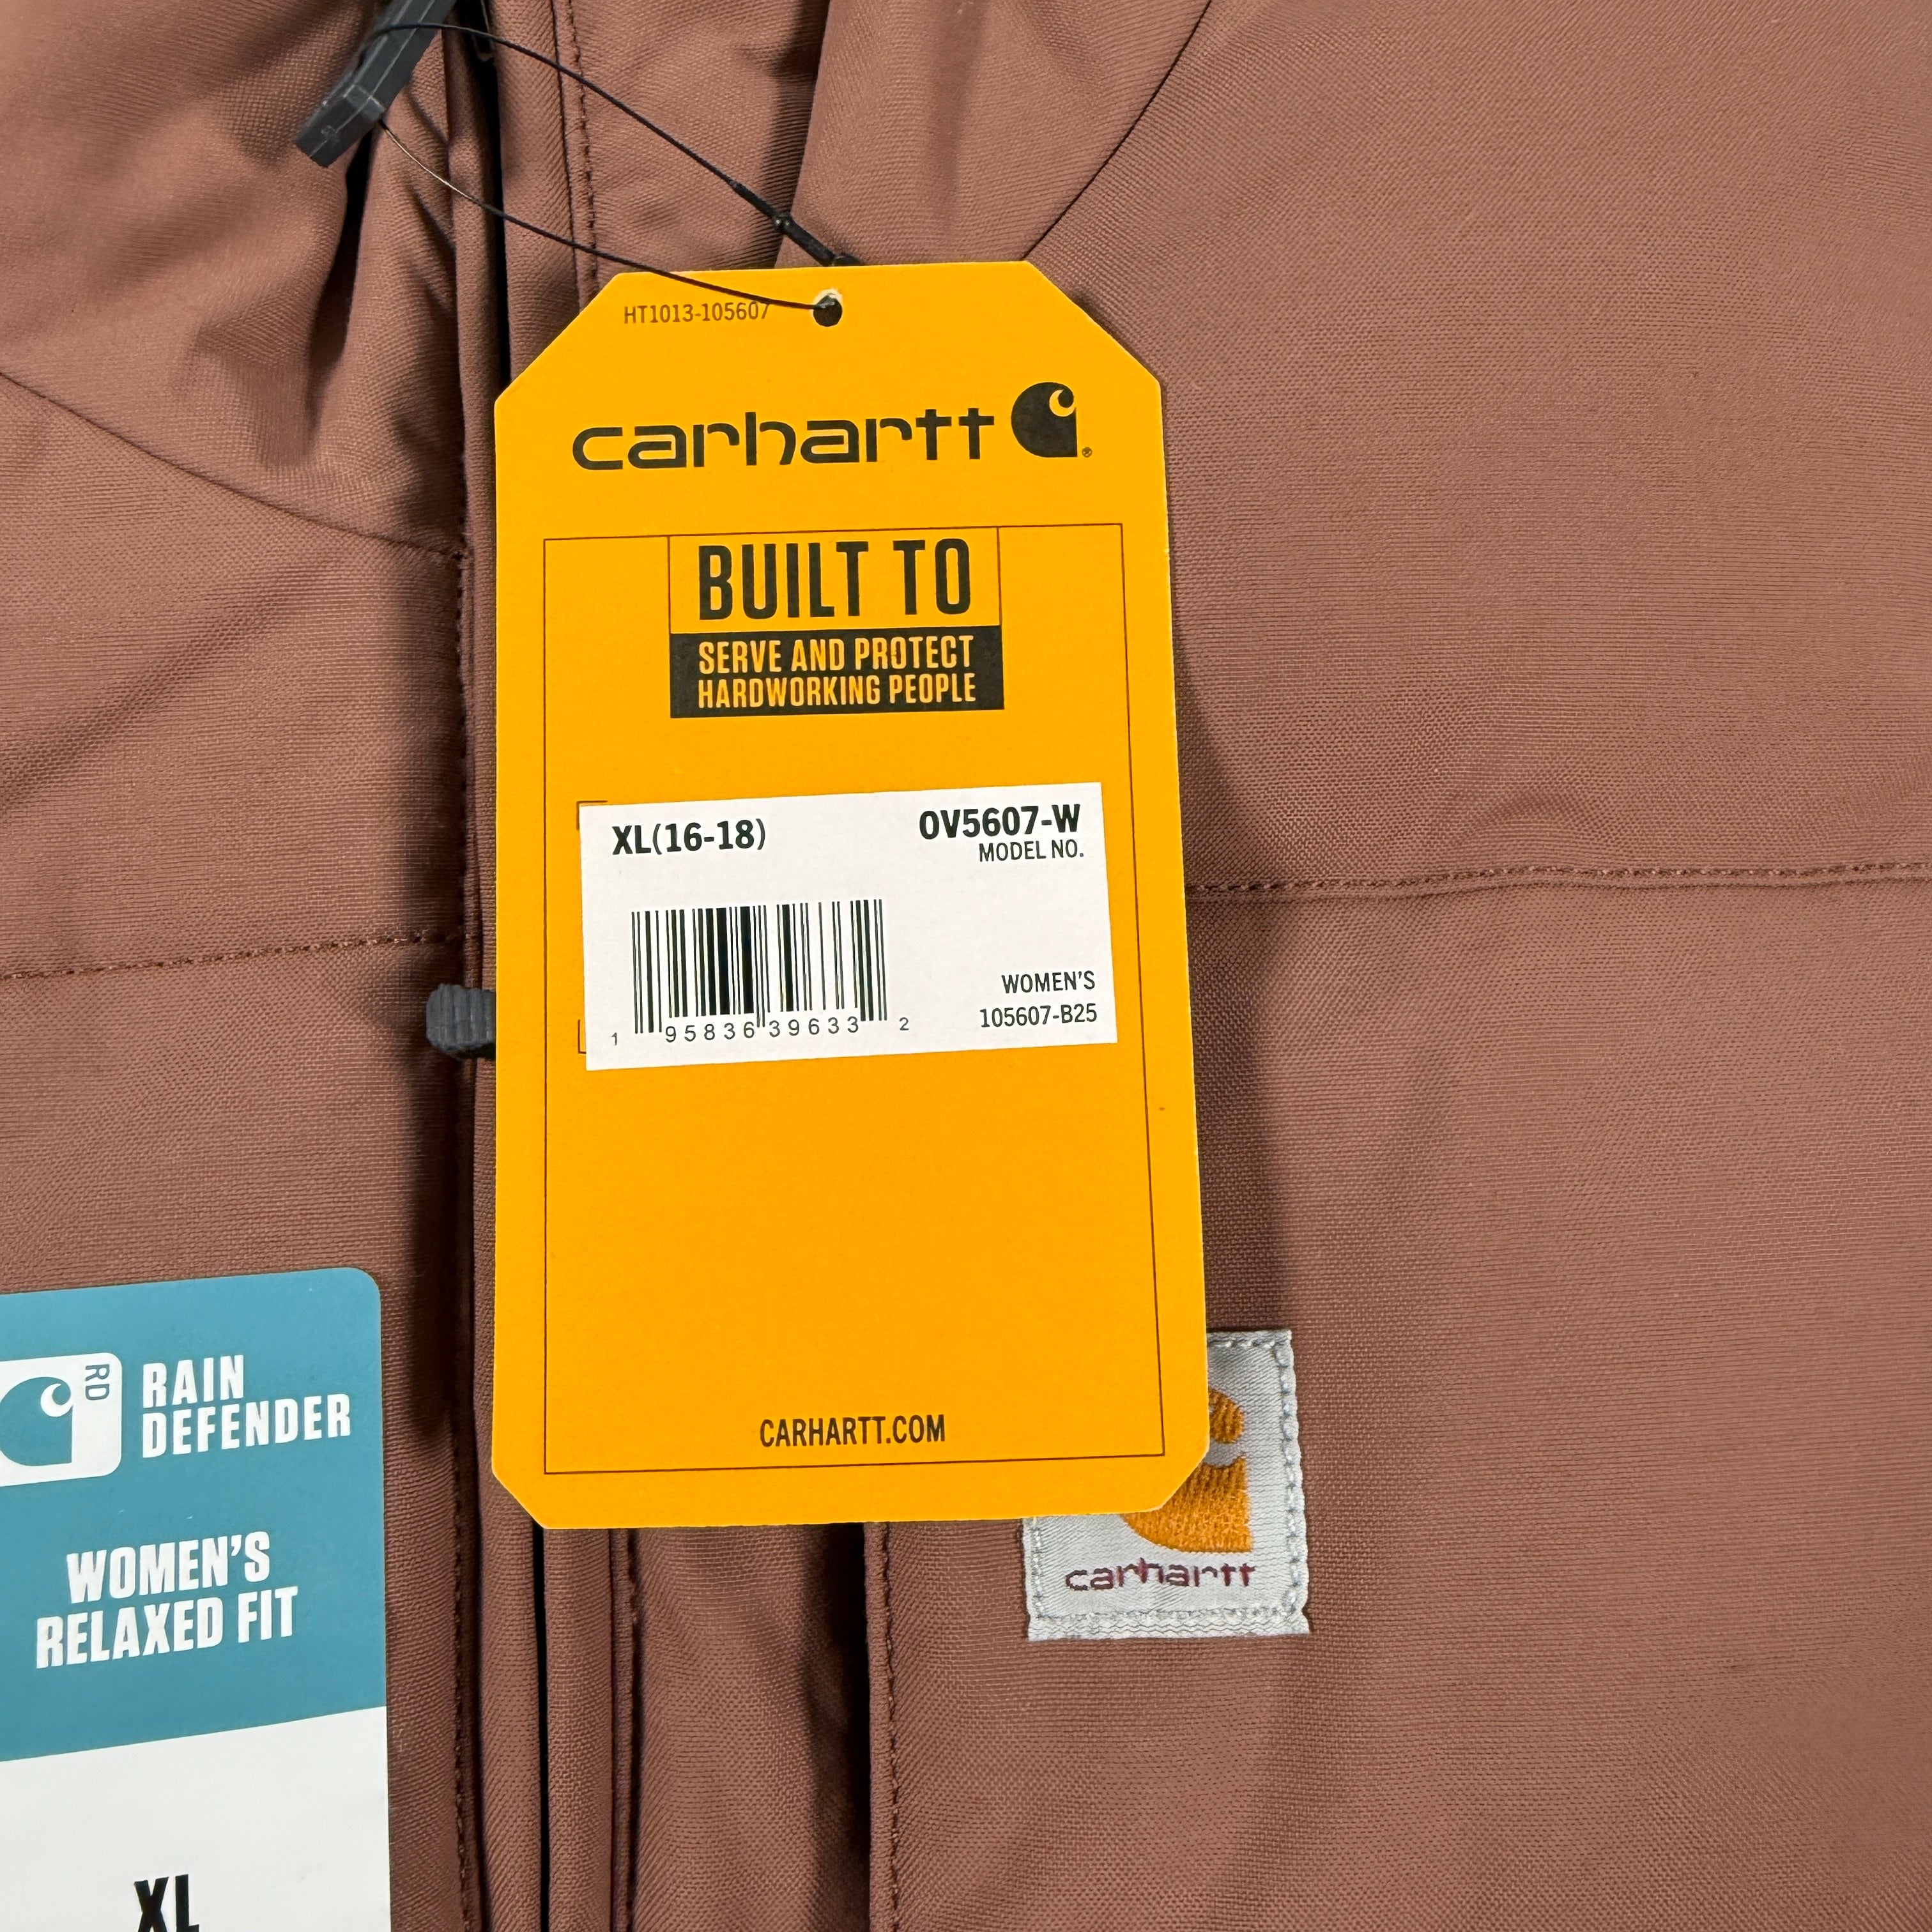 HT1013-105607
carhartt
BUILT TO
SERVE AND PROTECT
HARDWORKING PEOPLE
XL(16-18)
OV5607-W
MODEL NO.
1 95836 39633 2
WOMEN'S
105607-B25
CARHARTT.COM
RD
RAIN
DEFENDER
WOMEN'S
RELAXED FIT
XL
carhartt